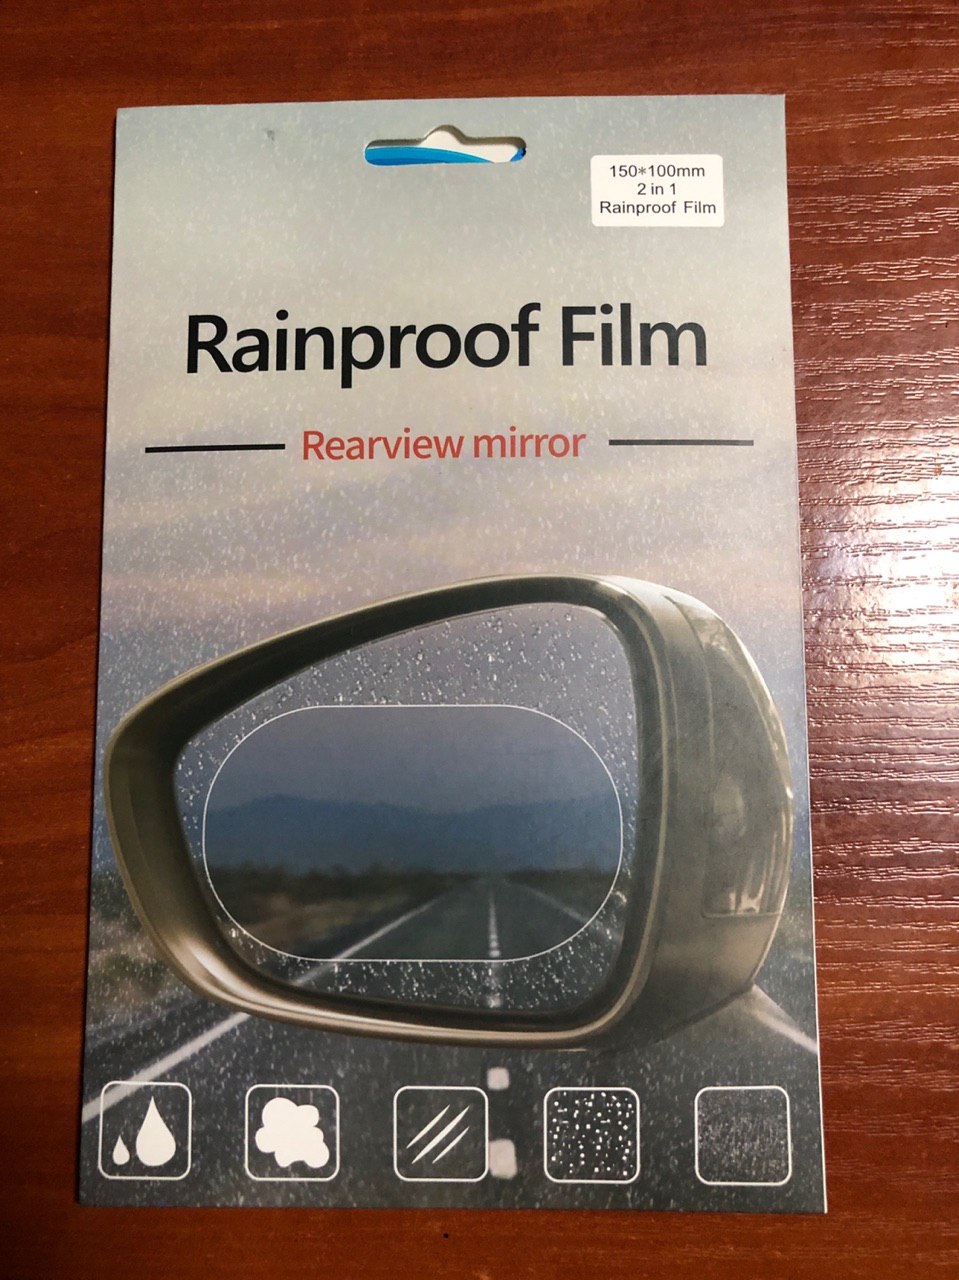 150*100mm
2 in 1
Rainproof Film
Rainproof Film
Rearview mirror